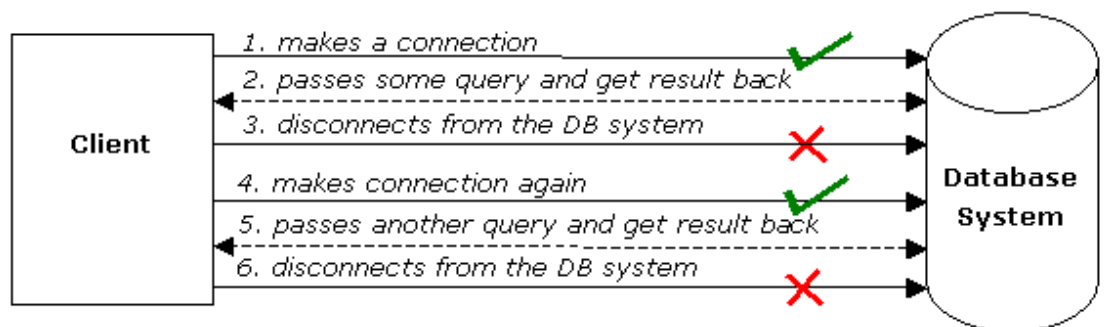 1. makes a connection
2. passes some query and get result back
3. disconnects from the DB system
Client
4. makes connection again
Database
System
5. passes another query and get result back
6. disconnects from the DB system